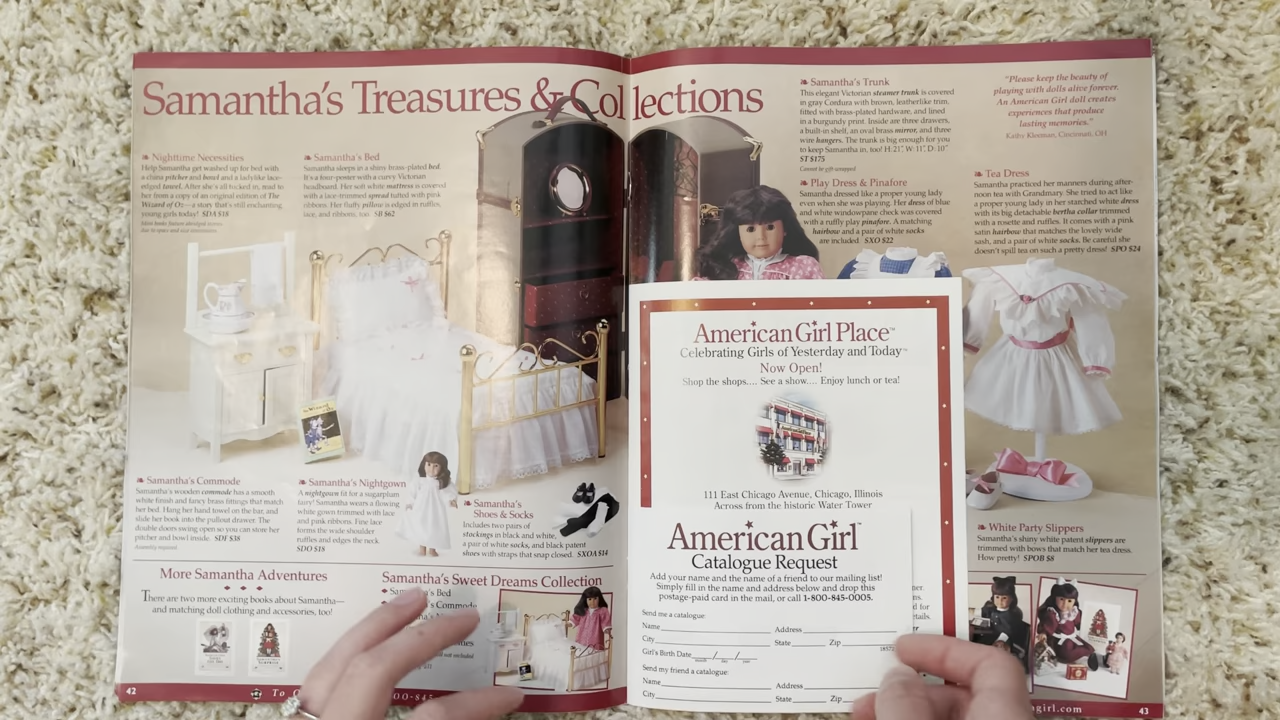 Samantha's Treasures & Collections
❧ Nighttime Necessities
Help Samantha get washed up for bed with
a china pitcher and bowl and a ladylike lace-
edged towel. After she's all tucked in, read to
her from a copy of an original edition of The
Wizard of Oz—a story that's still enchanting
young girls today! SDA $18
❧ Samantha's Bed
Samantha sleeps in a shiny brass-plated bed.
It's a four-poster with a curvy Victorian
headboard. Her soft white mattress is covered
with a lace-trimmed spread tufted with pink
ribbons. Her fluffy pillow is edged in ruffles,
lace, and ribbons, too. SB $62
❧ Samantha's Commode
Samantha's wooden commode has a smooth
white finish and fancy brass fittings that match
her bed. Hang her hand towel on the bar, and
slide her book into the pullout drawer. The
double doors swing open so you can store her
pitcher and bowl inside. SDF $38
Assembly required.
❧ Samantha's Nightgown
A nightgown fit for a sugarplum
fairy! Samantha wears a flowing
white gown trimmed with lace
and pink ribbons. Fine lace
forms the wide shoulder
ruffles and edges the neck.
SDO $18
❧ Samantha's
Shoes & Socks
Includes two pairs of
stockings in black and white,
a pair of white socks, and black patent
shoes with straps that snap closed. SXOA $14
More Samantha Adventures
There are two more exciting books about Samantha—
and matching doll clothing and accessories, too!
Samantha's Sweet Dreams Collection
Samantha's Bed
Commode
42
To O
❧ Samantha's Trunk
This elegant Victorian steamer trunk is covered
in gray Cordura with brown, leatherlike trim,
fitted with brass-plated hardware, and lined
in a burgundy print. Inside are three drawers,
a built-in shelf, an oval brass mirror, and three
wire hangers. The trunk is big enough for you
to keep Samantha in, too! H: 21", W: 11", D: 10"
ST $175
Cannot be gift-wrapped
❧ Play Dress & Pinafore
Samantha dressed like a proper young lady
even when she was playing. Her dress of blue
and white windowpane check was covered
with a ruffly play pinafore. A matching
hairbow and a pair of white socks
are included. SXO $22
"Please keep the beauty of
playing with dolls alive forever.
An American Girl doll creates
experiences that produce
lasting memories."
❧ Tea Dress
Samantha practiced her manners during after-
noon tea with Grandmary. She tried to act like
a proper young lady in her starched white dress
with its big detachable bertha collar trimmed
with a rosette and ruffles. It comes with a pink
satin hairbow that matches the lovely wide
sash, and a pair of white socks. Be careful she
doesn't spill tea on such a pretty dress! SPO $24
❧ White Party Slippers
Samantha's shiny white patent slippers are
trimmed with bows that match her tea dress.
How pretty! SPOB $8
American Girl Place™
Celebrating Girls of Yesterday and Today™
Now Open!
Shop the shops.... See a show.... Enjoy lunch or tea!
111 East Chicago Avenue, Chicago, Illinois
Across from the historic Water Tower
American Girl™
Catalogue Request
Add your name and the name of a friend to our mailing list!
Simply fill in the name and address below and drop this
postage-paid card in the mail, or call 1-800-845-0005.
Send me a catalogue:
Name Address
City State Zip
Girl's Birth Date / /
month day year
Send my friend a catalogue:
Name Address
City State Zip
girl.com
43